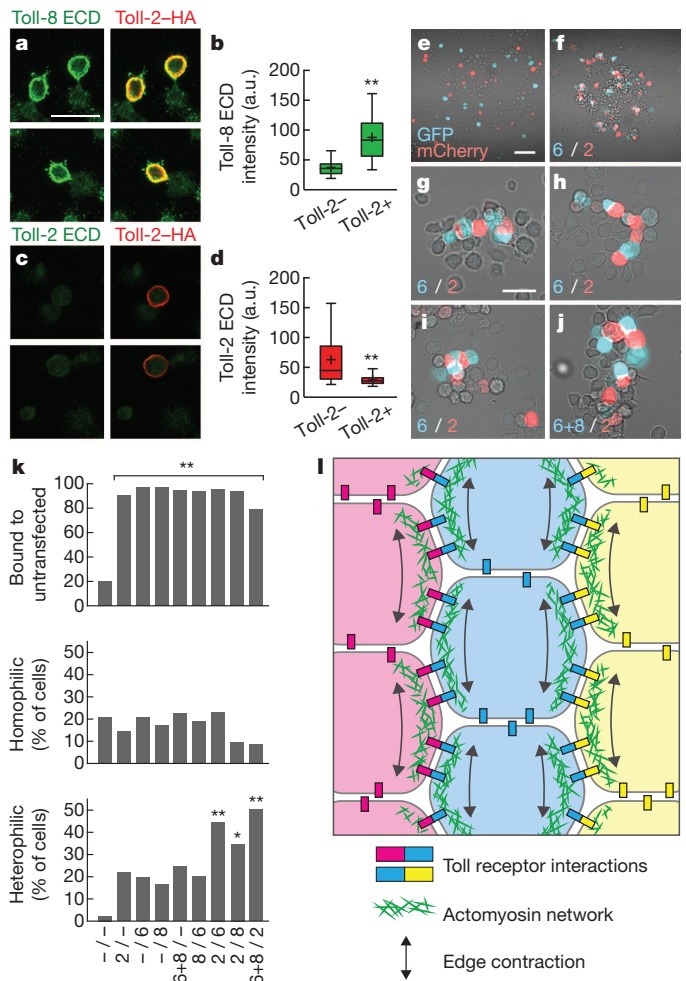 Toll-8 ECD Toll-2–HA
a
b
Toll-8 ECD
intensity (a.u.)
200
150
100
50
0
**
Toll-2–
Toll-2+
Toll-2 ECD Toll-2–HA
c
d
Toll-2 ECD
intensity (a.u.)
200
150
100
50
0
**
Toll-2–
Toll-2+
e
GFP
mCherry
f
6 / 2
g
6 / 2
h
6 / 2
i
6 / 2
j
6+8 / 2
k
**
Bound to
untransfected
100
80
60
40
20
0
Homophilic
(% of cells)
50
40
30
20
10
0
Heterophilic
(% of cells)
50
40
30
20
10
0
**
*
**
– / –
2 / –
– / 6
– / 8
6+8 / –
8 / 6
2 / 6
2 / 8
6+8 / 2
l
Toll receptor interactions
Actomyosin network
Edge contraction